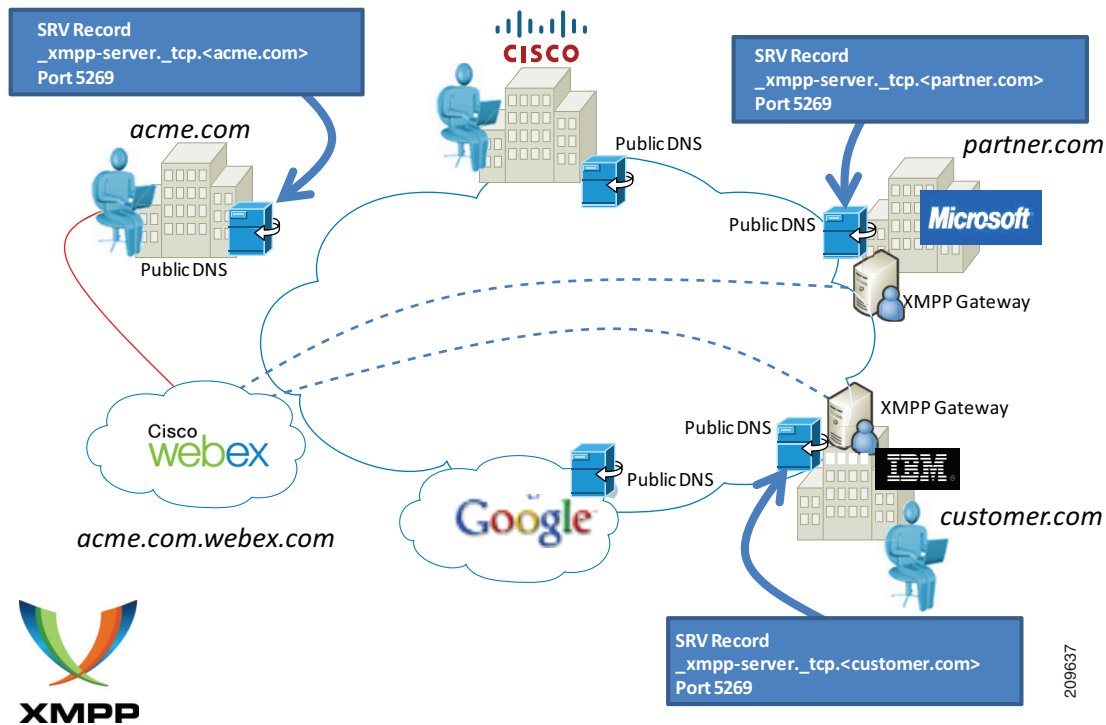 SRV Record
_xmpp-server._tcp.<acme.com>
Port 5269
CISCO
SRV Record
_xmpp-server._tcp.<partner.com>
Port 5269
acme.com
Public DNS
partner.com
Public DNS
Microsoft
Public DNS
XMPP Gateway
XMPP Gateway
Cisco
webex
Public DNS
IBM
Public DNS
Google
customer.com
acme.com.webex.com
SRV Record
_xmpp-server._tcp.<customer.com>
Port 5269
209637
XMPP